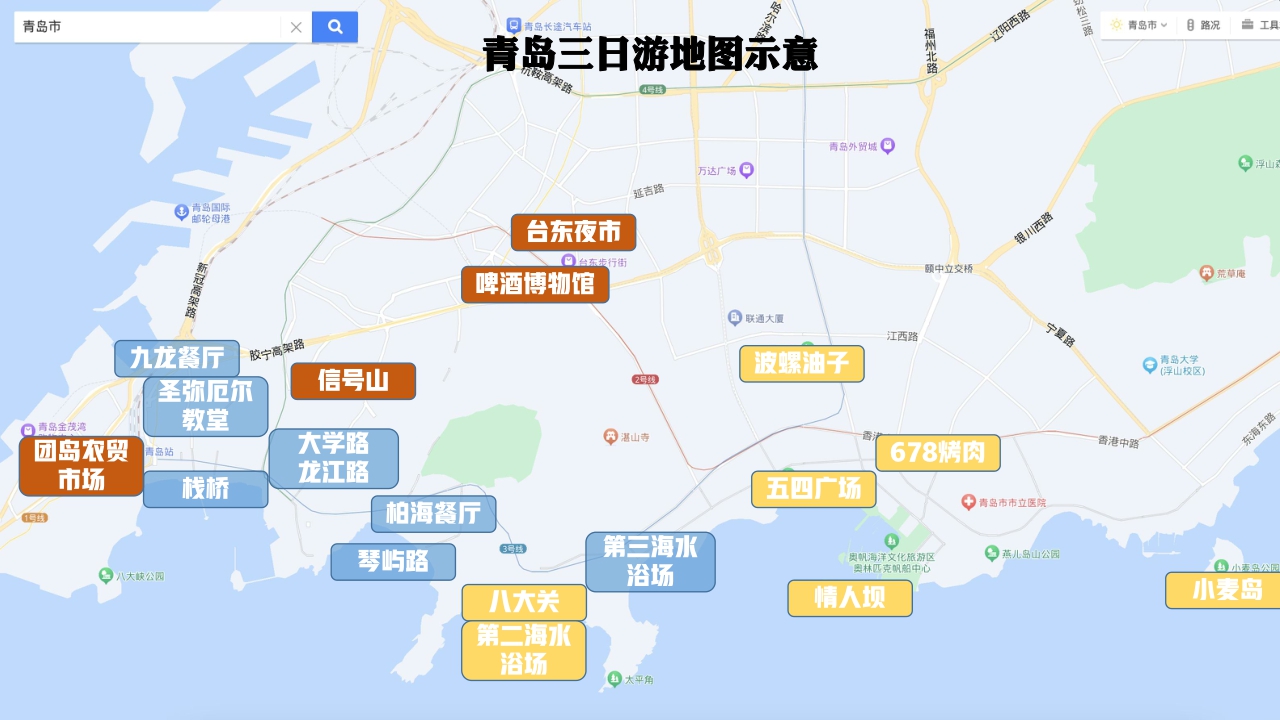 青岛市
青岛长途汽车站
哈尔滨
劲松三路
青岛市
路况
工具
青岛三日游地图示意
杭鞍高架路
福州北路
辽阳西路
4号线
青岛外贸城
万达广场
延吉路
浮山森
青岛国际
邮轮母港
台东夜市
台东步行街
啤酒博物馆
银川西路
颐中立交桥
荒草庵
新冠高架路
联通大厦
江西路
宁夏路
胶宁高架路
九龙餐厅
圣弥厄尔
教堂
信号山
2号线
波螺油子
青岛大学
(浮山校区)
青岛金茂湾
团岛农贸
市场
青岛站
大学路
龙江路
湛山寺
香港
678烤肉
香港中路
东海东路
栈桥
五四广场
柏海餐厅
青岛市市立医院
1号线
琴屿路
3号线
第三海水
浴场
奥帆海洋文化旅游区
奥林匹克帆船中心
燕儿岛山公园
小麦岛公园
八大峡公园
小麦岛
八大关
情人坝
第二海水
浴场
太平角